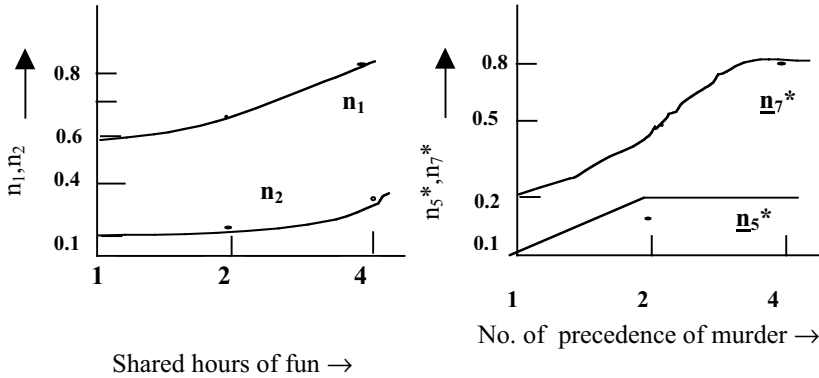 n1,n2
0.8
0.6
0.4
0.1
n1
n2
1 2 4
Shared hours of fun →
n5*,n7*
0.8
0.5
0.2
0.1
n7*
n5*
1 2 4
No. of precedence of murder →